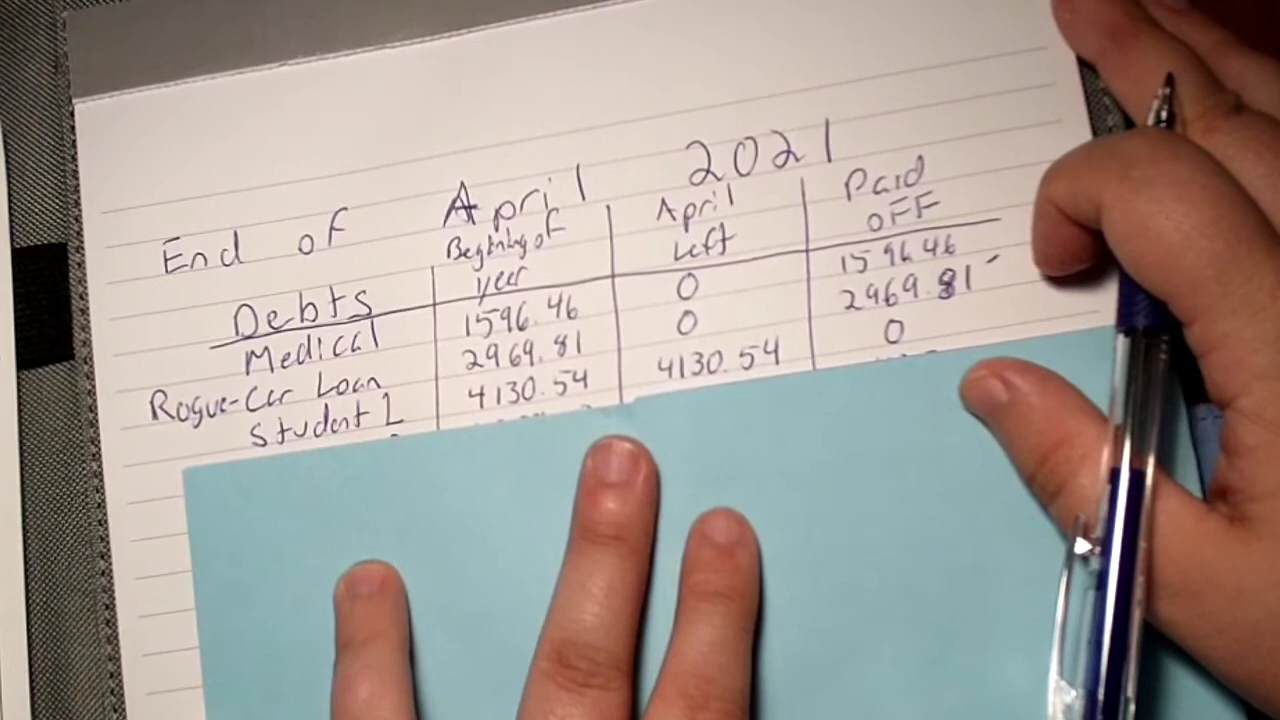 End of April 2021
Debts Beginning of year April Left Paid OFF
Medical 1596.46 0 1596.46
Rogue-Car Loan 2969.81 0 2969.81
Student 1 4130.54 4130.54 0